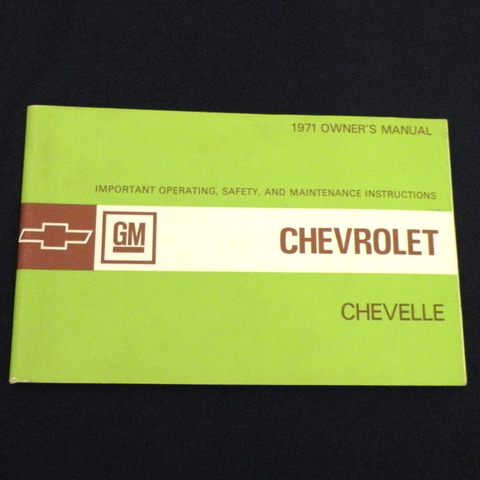 1971 OWNER'S MANUAL
IMPORTANT OPERATING, SAFETY, AND MAINTENANCE INSTRUCTIONS
GM
CHEVROLET
CHEVELLE